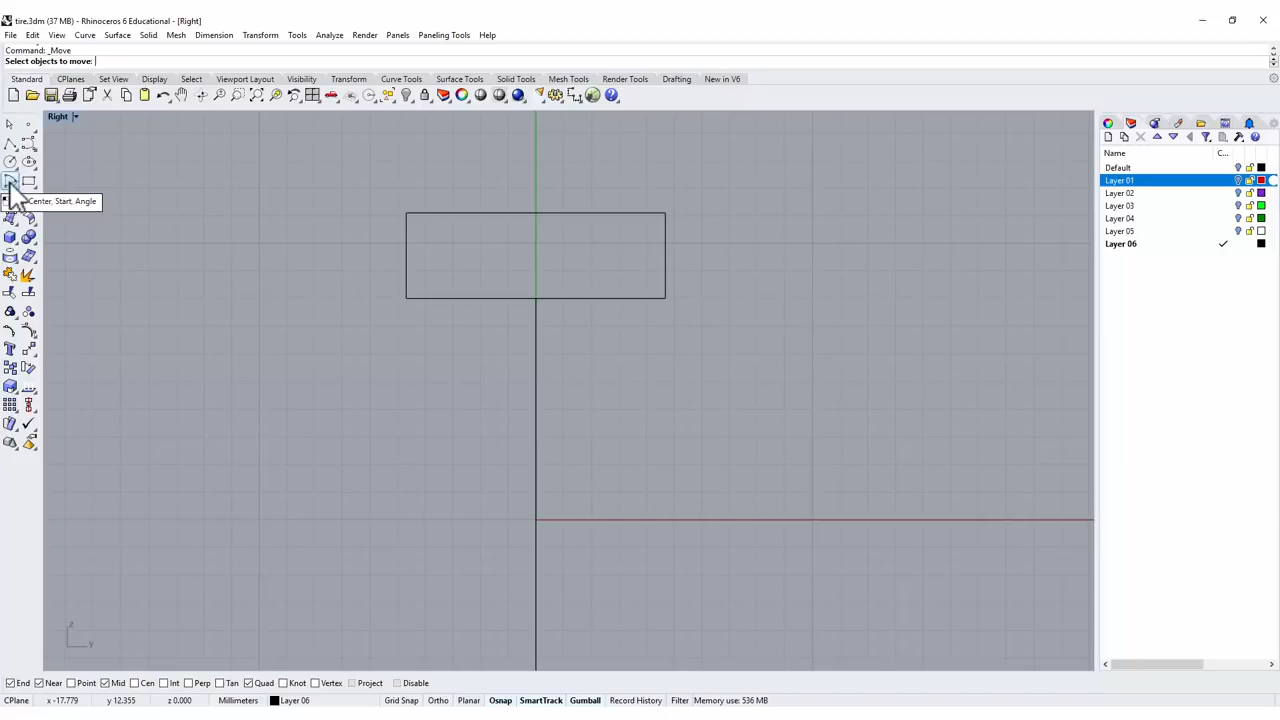 tire.3dm (37 MB) - Rhinoceros 6 Educational - [Right]
File Edit View Curve Surface Solid Mesh Dimension Transform Tools Analyze Render Panels Paneling Tools Help
Command: _Move
Select objects to move:
Standard CPlanes Set View Display Select Viewport Layout Visibility Transform Curve Tools Surface Tools Solid Tools Mesh Tools Render Tools Drafting New in V6
Right
Name C...
Default
Layer 01
Layer 02
Layer 03
Layer 04
Layer 05
Layer 06
Center, Start, Angle
z
y
End Near Point Mid Cen Int Perp Tan Quad Knot Vertex Project Disable
CPlane x -17.779 y 12.355 z 0.000 Millimeters Layer 06 Grid Snap Ortho Planar Osnap SmartTrack Gumball Record History Filter Memory use: 536 MB